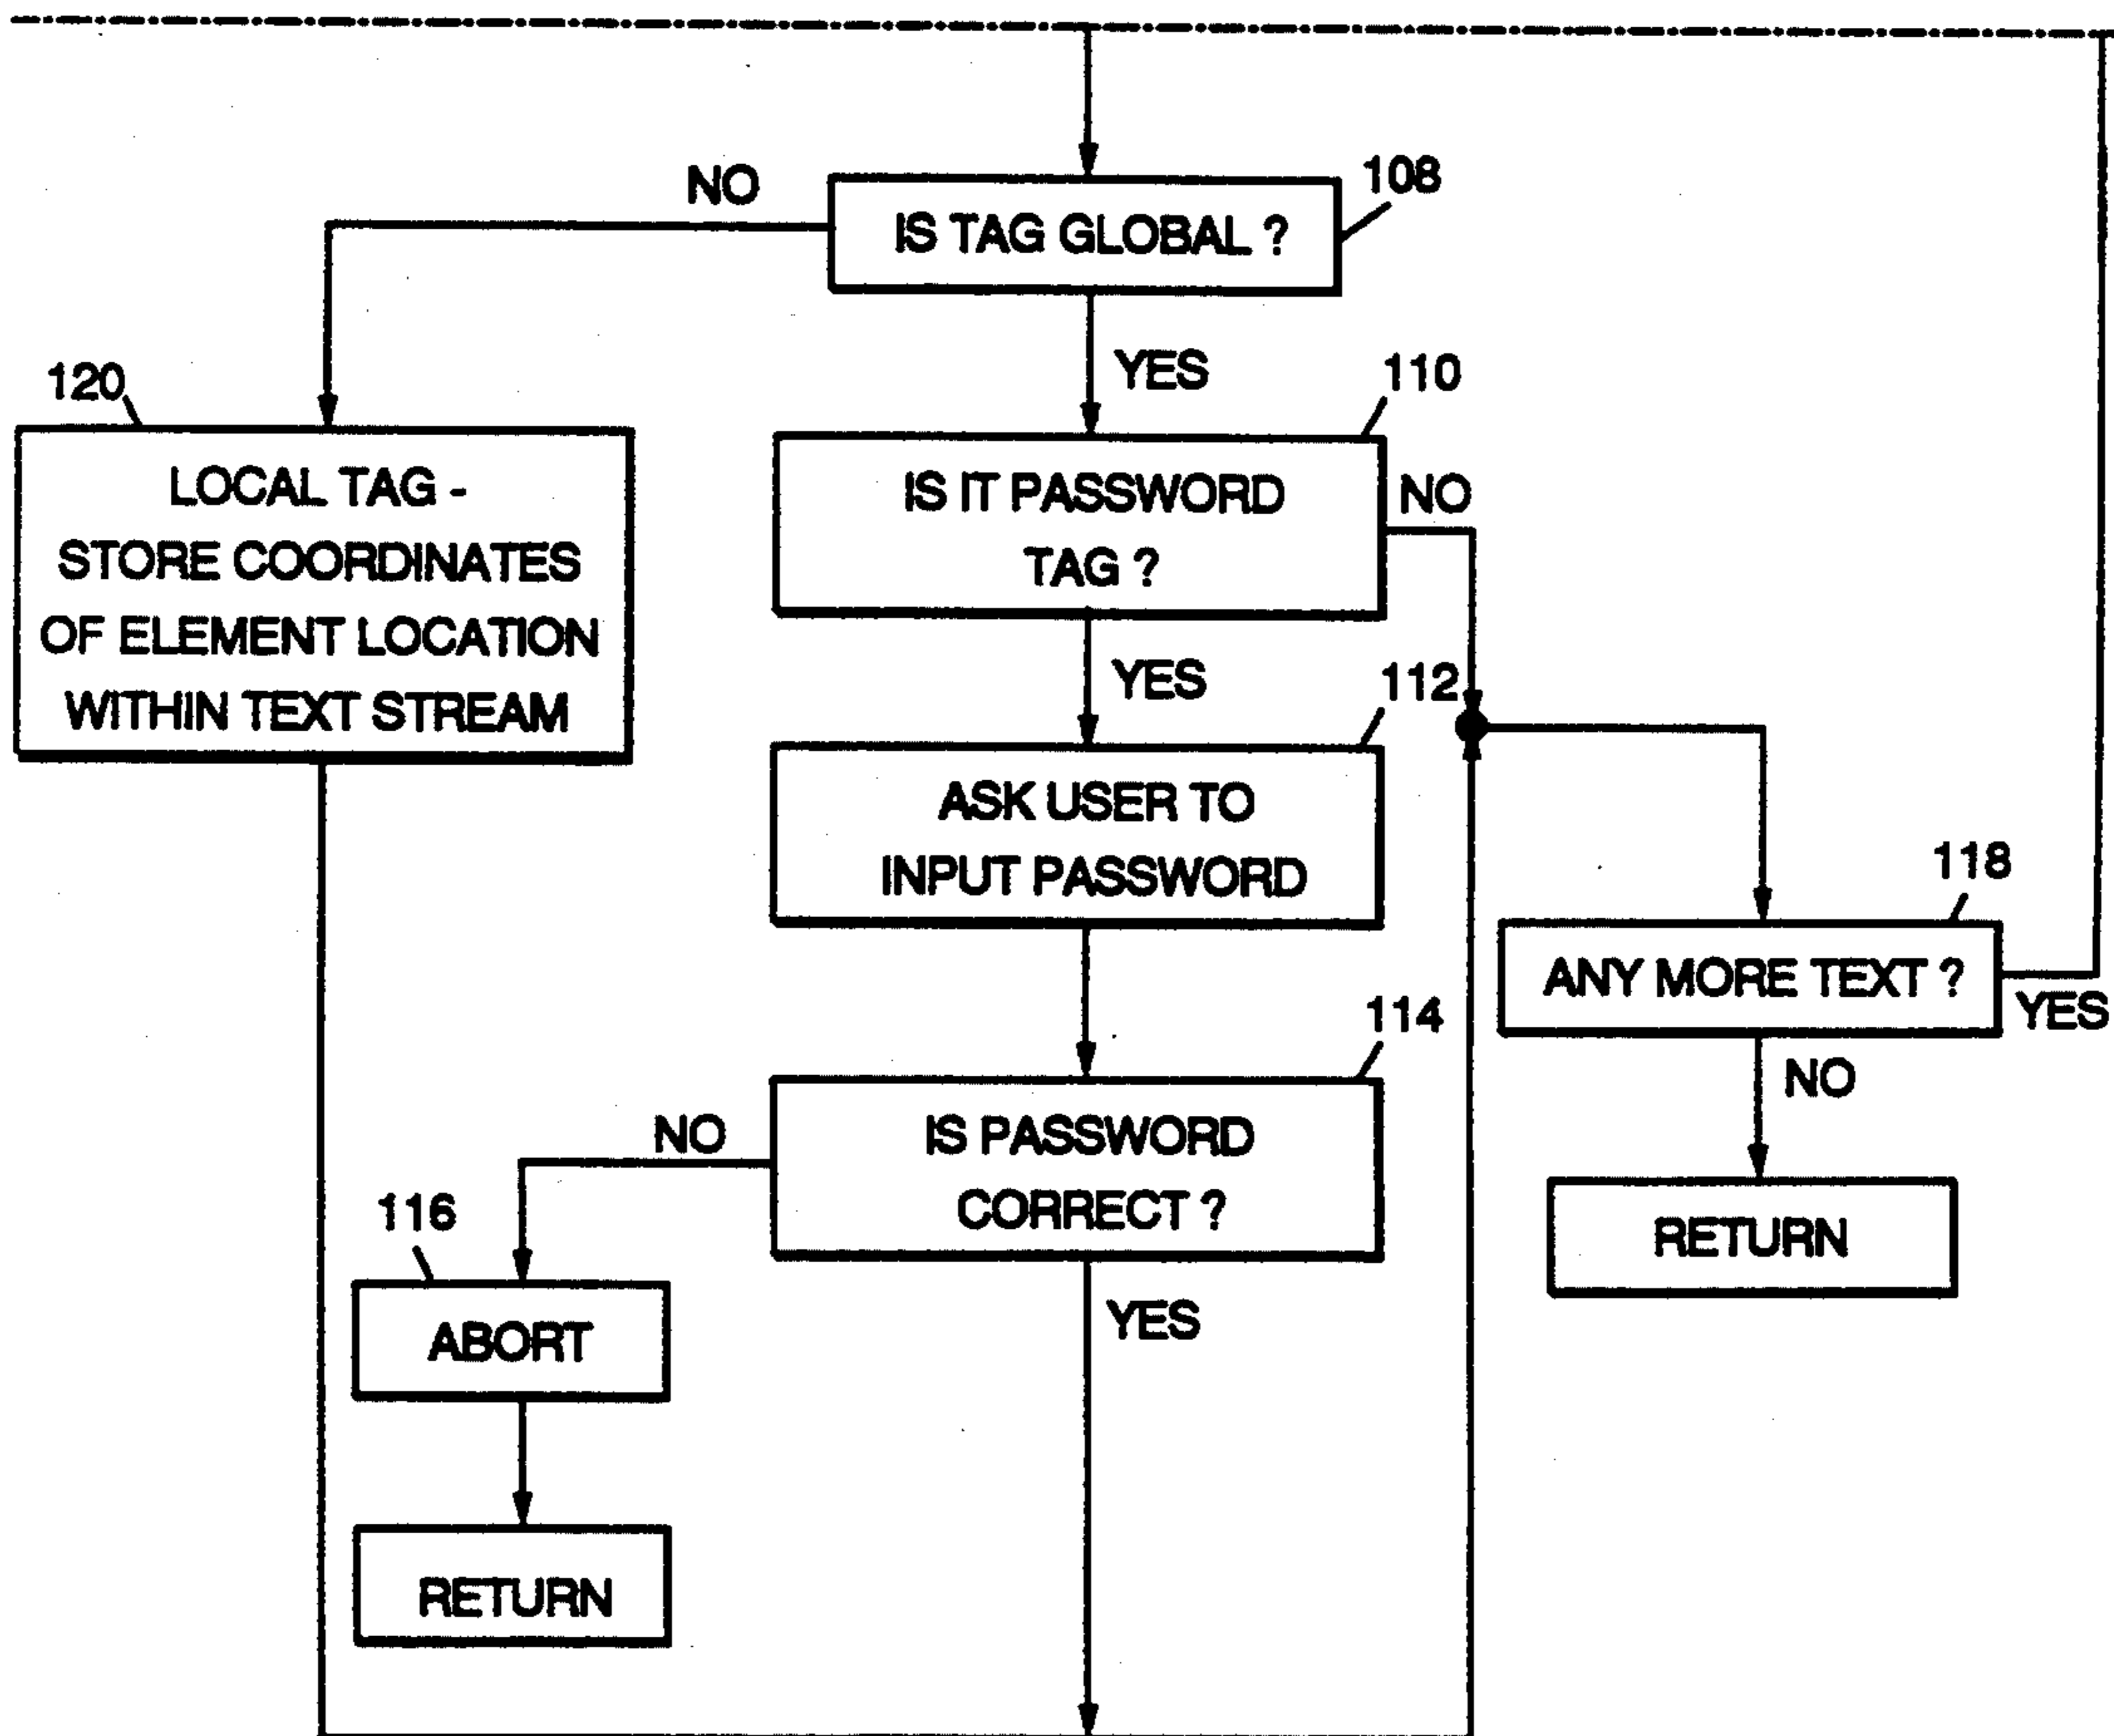 NO
108
IS TAG GLOBAL ?
YES
120
110
LOCAL TAG -
STORE COORDINATES
OF ELEMENT LOCATION
WITHIN TEXT STREAM
IS IT PASSWORD
TAG ?
NO
YES
112
ASK USER TO
INPUT PASSWORD
118
ANY MORE TEXT ?
YES
114
NO
IS PASSWORD
CORRECT ?
NO
116
RETURN
ABORT
YES
RETURN